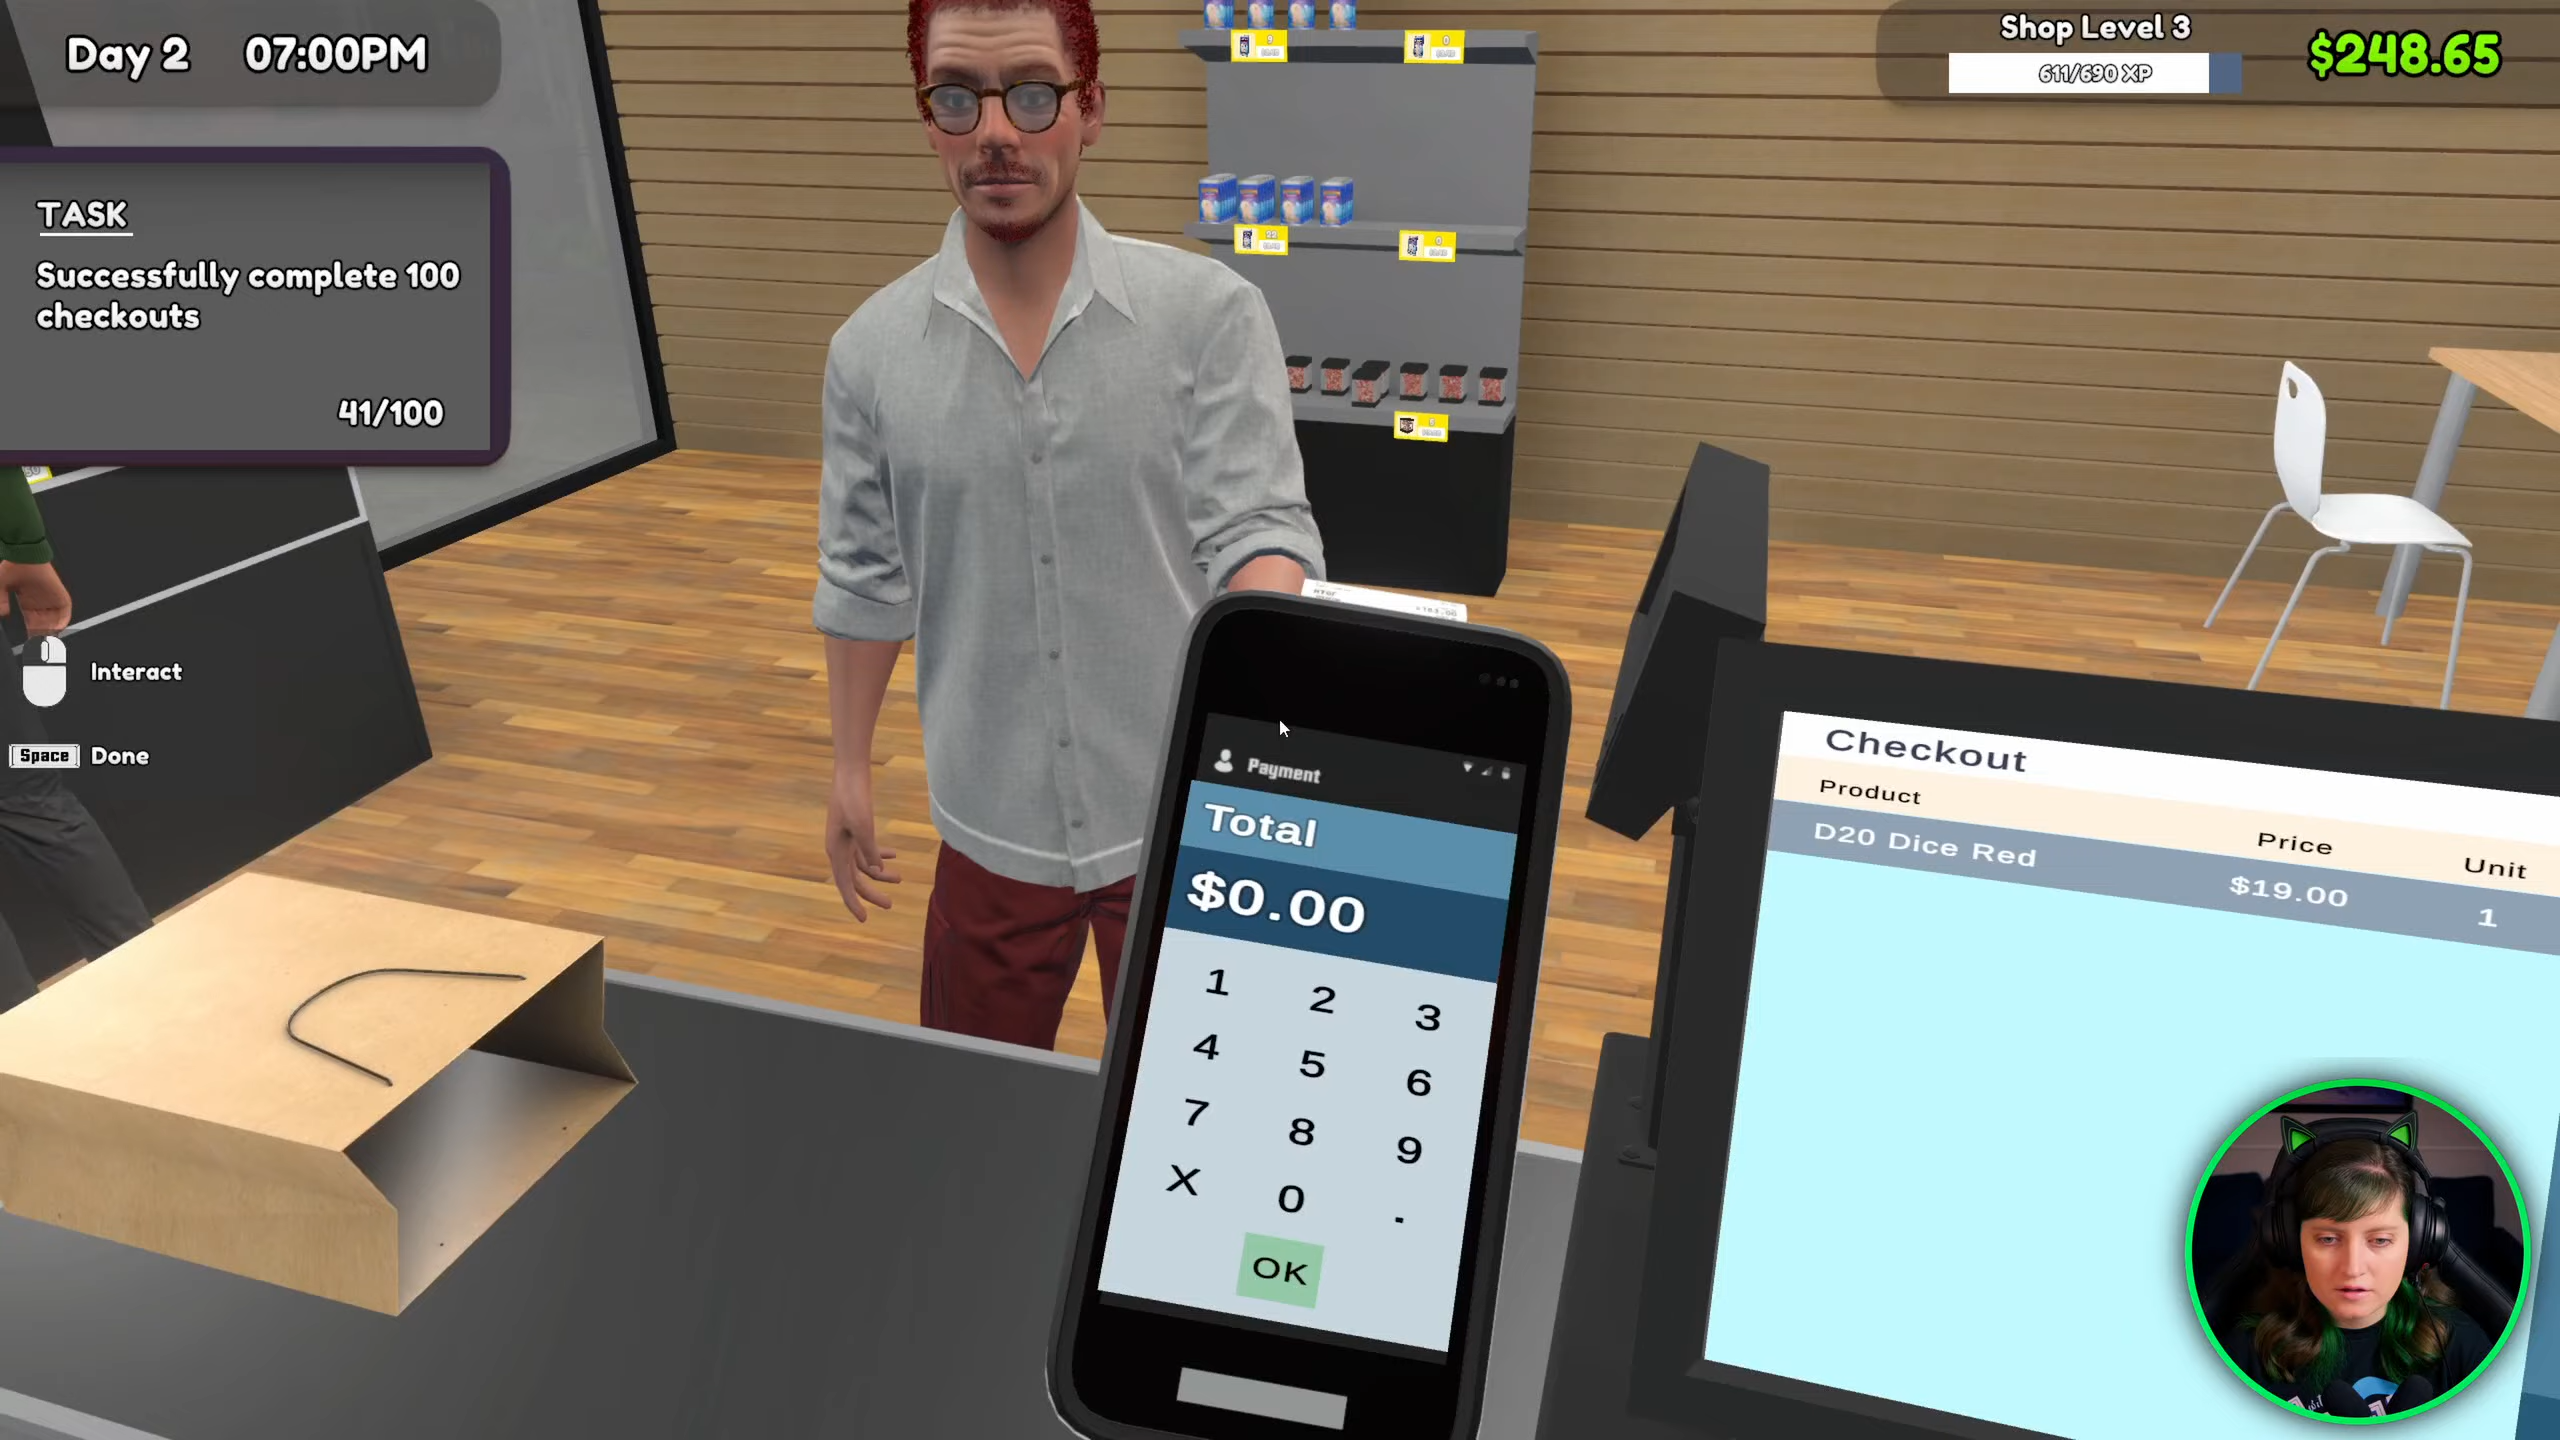 Day 2 07:00PM
Shop Level 3
611/690 XP
$248.65
TASK
Successfully complete 100
checkouts
41/100
Interact
Space Done
Payment
Total
$0.00
1 2 3
4 5 6
7 8 9
X 0 .
OK
Checkout
Product Price Unit
D20 Dice Red $19.00 1